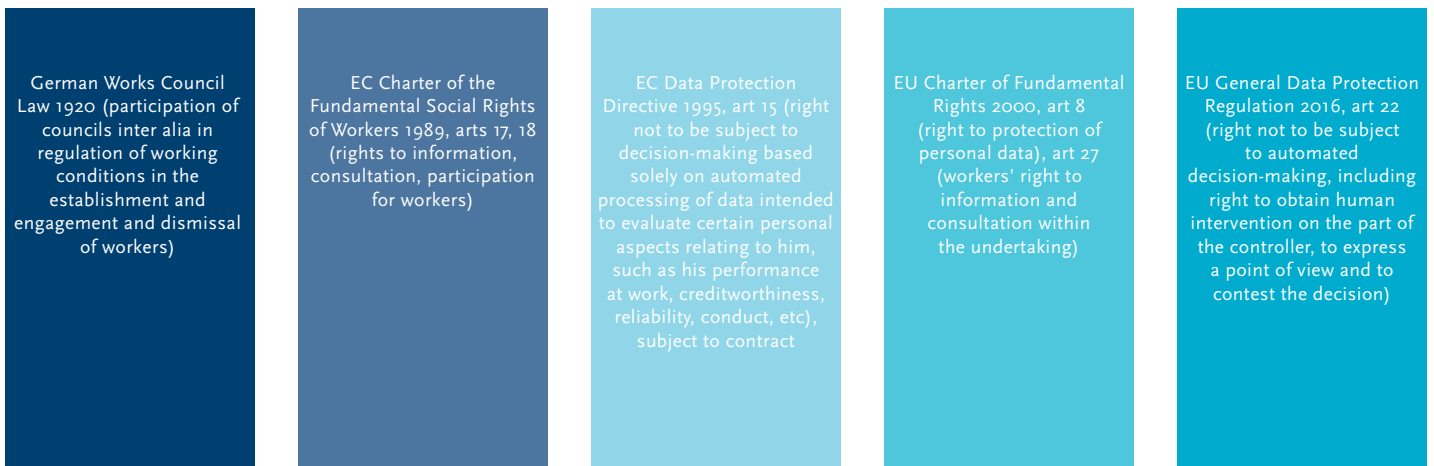 German Works Council
Law 1920 (participation of
councils inter alia in
regulation of working
conditions in the
establishment and
engagement and dismissal
of workers)
EC Charter of the
Fundamental Social Rights
of Workers 1989, arts 17, 18
(rights to information,
consultation, participation
for workers)
EC Data Protection
Directive 1995, art 15 (right
not to be subject to
decision-making based
solely on automated
processing of data intended
to evaluate certain personal
aspects relating to him,
such as his performance
at work, creditworthiness,
reliability, conduct, etc),
subject to contract
EU Charter of Fundamental
Rights 2000, art 8
(right to protection of
personal data), art 27
(workers' right to
information and
consultation within
the undertaking)
EU General Data Protection
Regulation 2016, art 22
(right not to be subject
to automated
decision-making, including
right to obtain human
intervention on the part of
the controller, to express
a point of view and to
contest the decision)